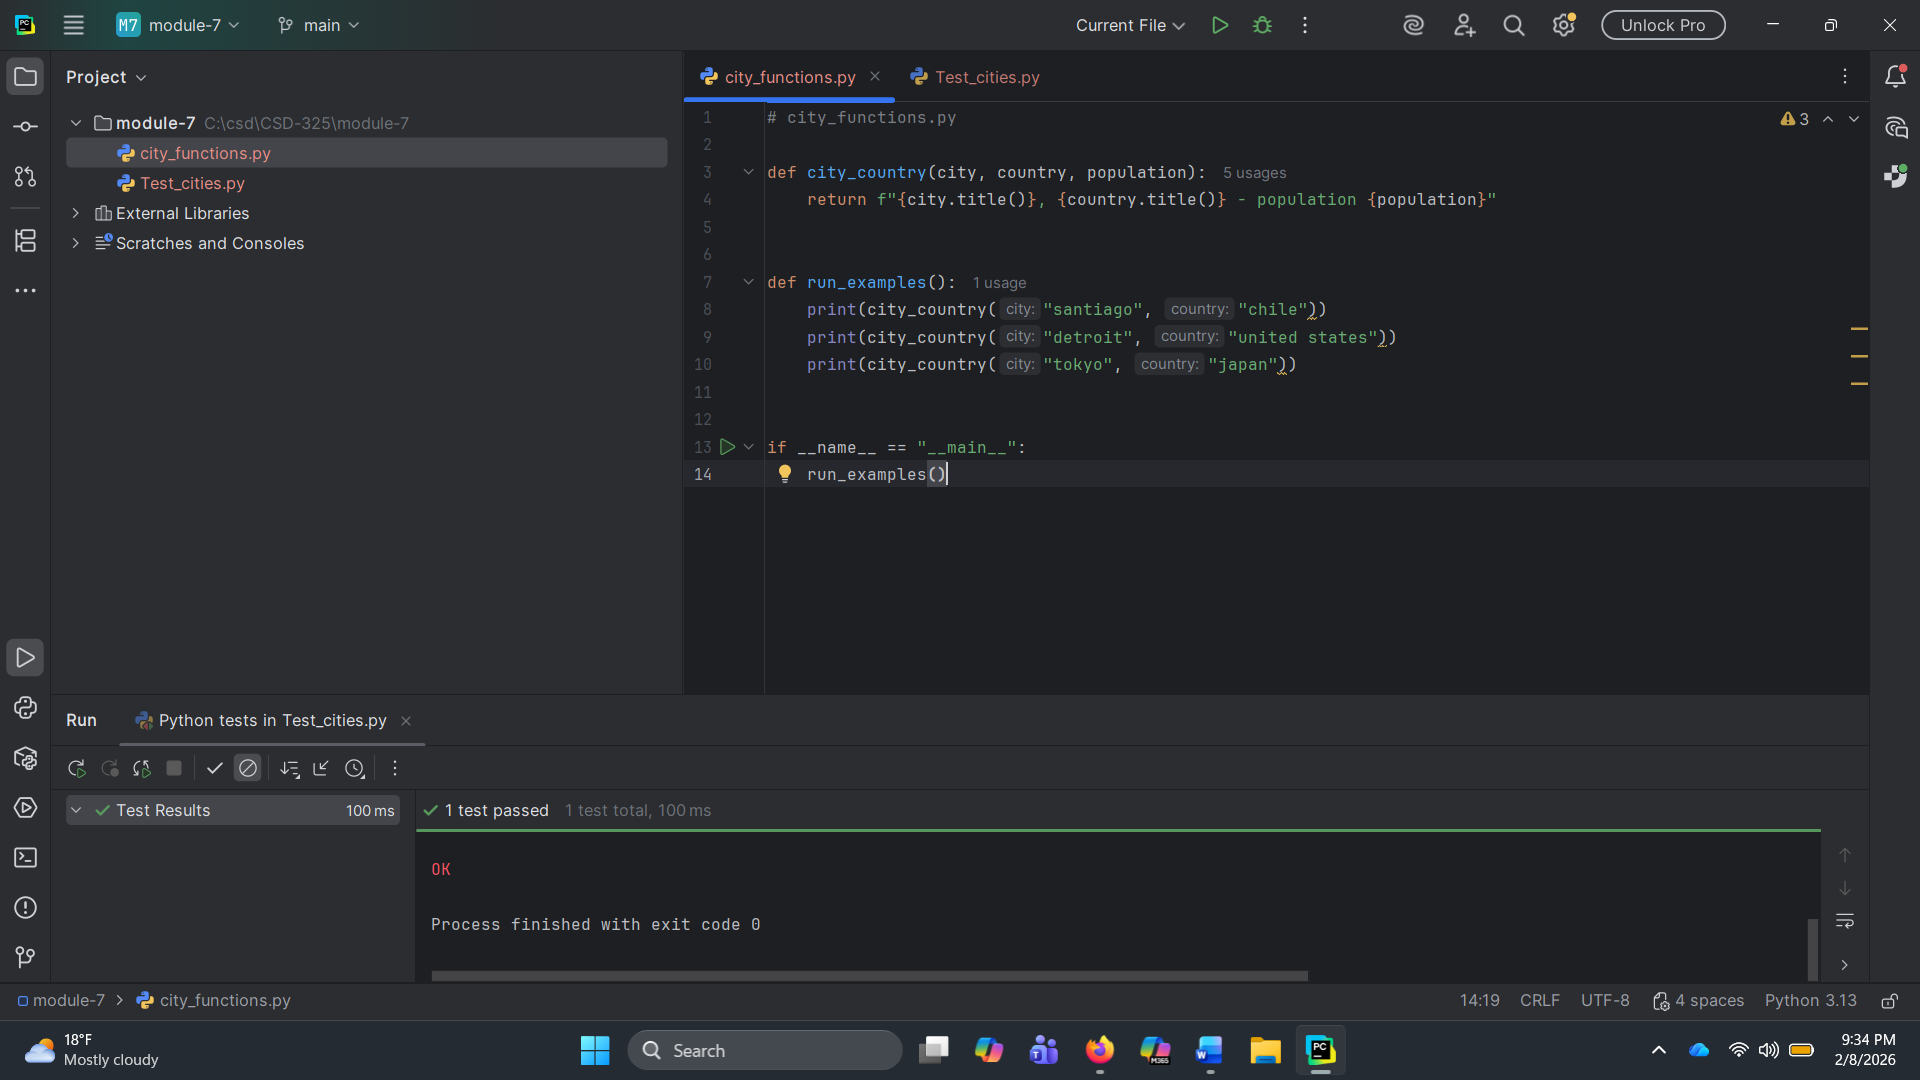 PC
M7 module-7
main
Current File
Unlock Pro
Project
city_functions.py
Test_cities.py
module-7 C:\csd\CSD-325\module-7
city_functions.py
Test_cities.py
External Libraries
Scratches and Consoles
3
1 # city_functions.py
2
3 def city_country(city, country, population): 5 usages
4 return f"{city.title()}, {country.title()} - population {population}"
5
6
7 def run_examples(): 1 usage
8 print(city_country( city: "santiago", country: "chile"))
9 print(city_country( city: "detroit", country: "united states"))
10 print(city_country( city: "tokyo", country: "japan"))
11
12
13 if __name__ == "__main__":
14 run_examples()
Run
Python tests in Test_cities.py
Test Results 100 ms
1 test passed 1 test total, 100 ms
OK
Process finished with exit code 0
module-7 > city_functions.py
14:19 CRLF UTF-8 4 spaces Python 3.13
18°F
Mostly cloudy
Search
T
M365
W
PC
9:34 PM
2/8/2026